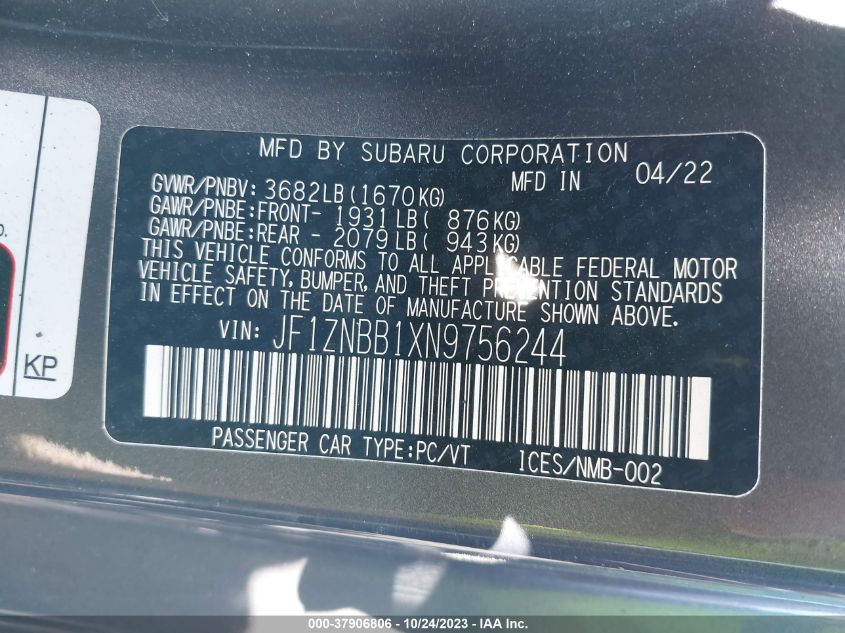 MFD BY SUBARU CORPORATION
MFD IN 04/22
GVWR/PNBV: 3682LB(1670KG)
GAWR/PNBE:FRONT- 1931LB( 876KG)
GAWR/PNBE:REAR - 2079LB( 943KG)
THIS VEHICLE CONFORMS TO ALL APPLICABLE FEDERAL MOTOR
VEHICLE SAFETY, BUMPER, AND THEFT PREVENTION STANDARDS
IN EFFECT ON THE DATE OF MANUFACTURE SHOWN ABOVE.
VIN: JF1ZNBB1XN9756244
PASSENGER CAR TYPE:PC/VT ICES/NMB-002
KP
000-37906806 - 10/24/2023 - IAA Inc.